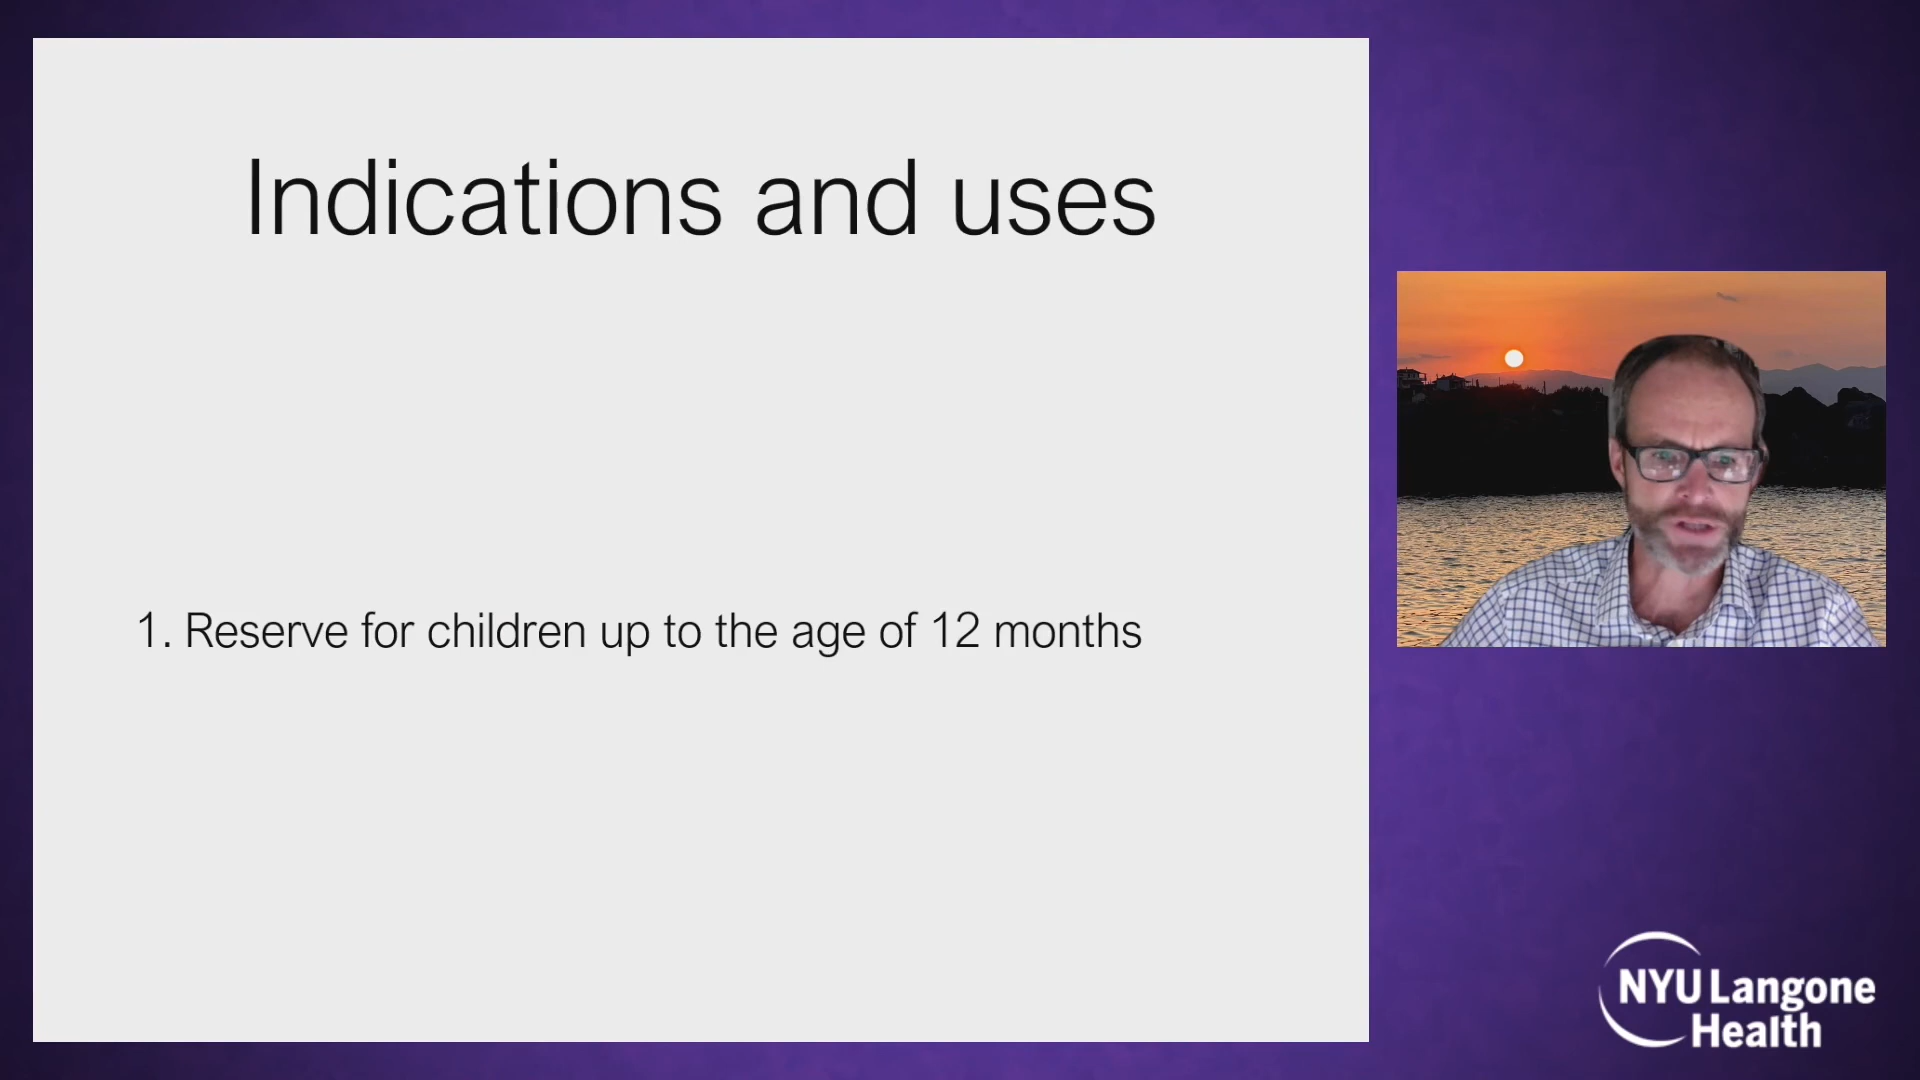 Indications and uses
1. Reserve for children up to the age of 12 months
NYU Langone
Health